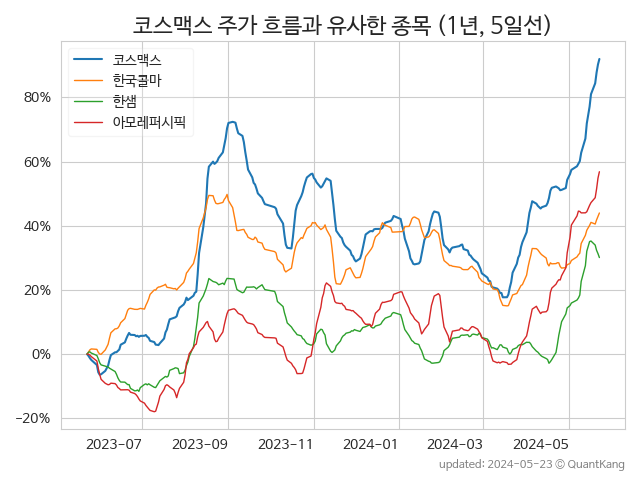 코스맥스 주가 흐름과 유사한 종목 (1년, 5일선)
코스맥스
한국콜마
한샘
아모레퍼시픽
80%
60%
40%
20%
0%
−20%
2023-07 2023-09 2023-11 2024-01 2024-03 2024-05
updated: 2024-05-23 ⓒ QuantKang